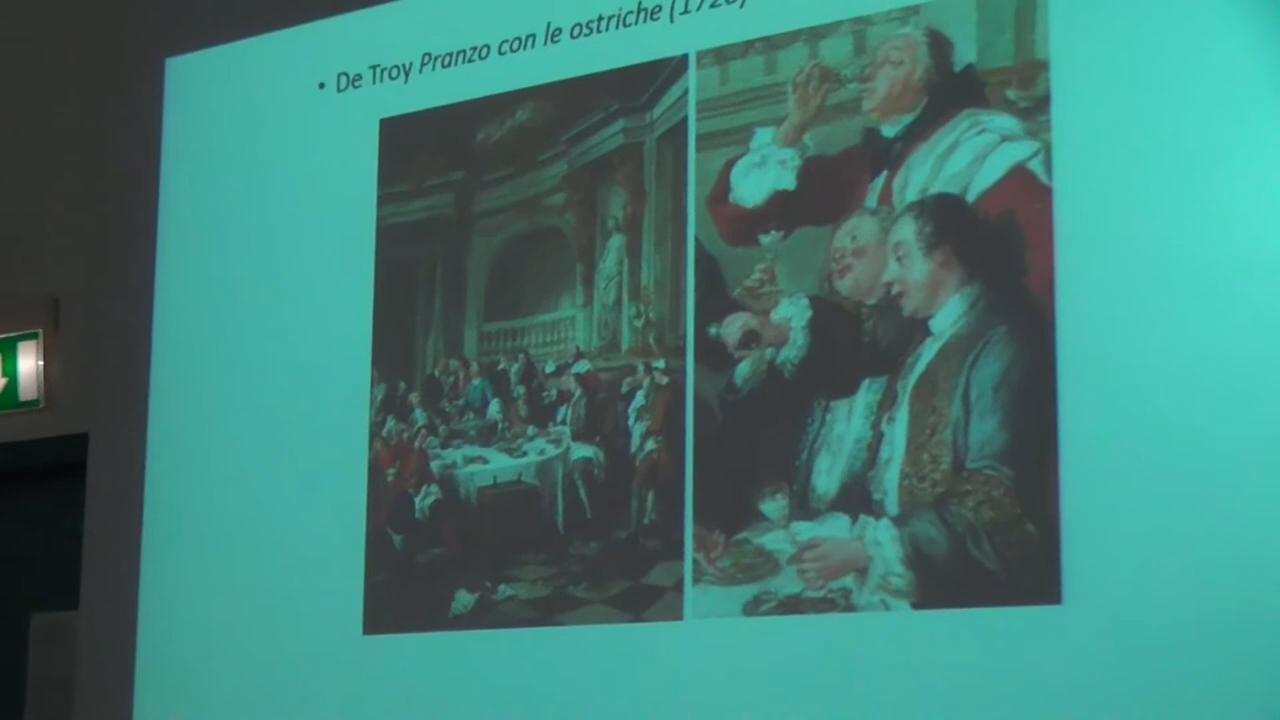 • De Troy Pranzo con le ostriche